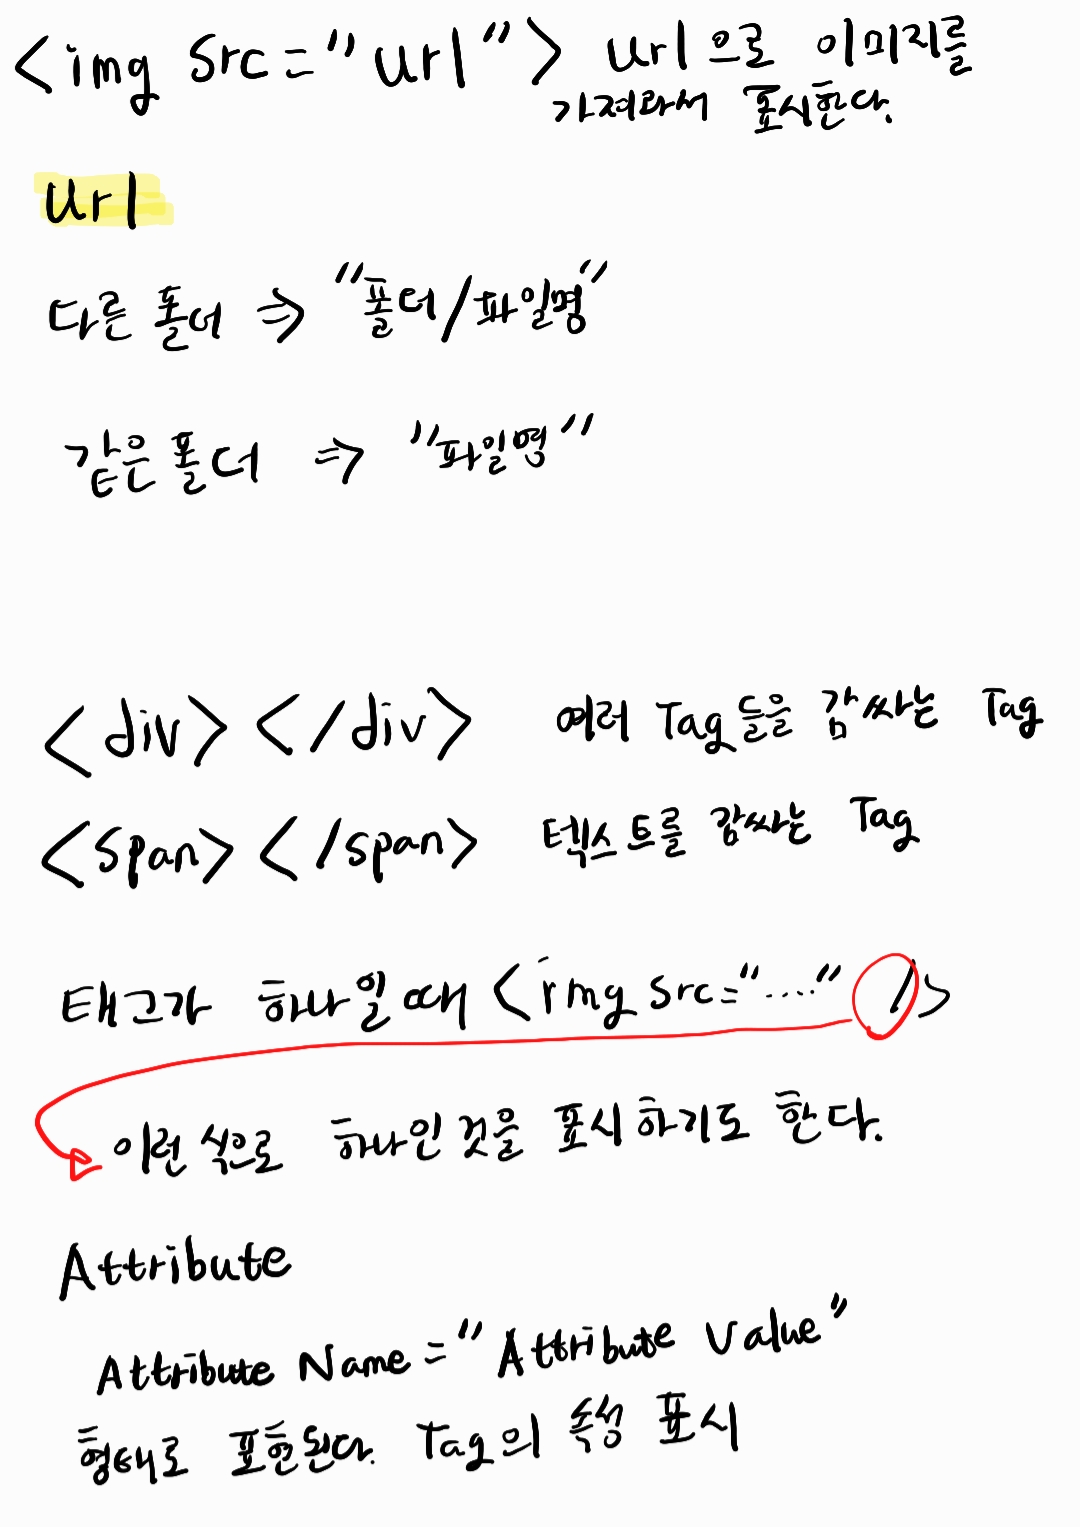 <img src="url"> url으로 이미지를
가져와서 표시한다.
url
다른 폴더 ⇒ "폴더/파일명"
같은 폴더 ⇒ "파일명"
<div></div> 여러 Tag들을 감싸는 Tag
<span></span> 텍스트를 감싸는 Tag
태그가 하나일 때 <img src="....." />
이런 식으로 하나인 것을 표시하기도 한다.
Attribute
Attribute Name="Attribute Value"
형태로 표현된다. Tag의 속성 표시